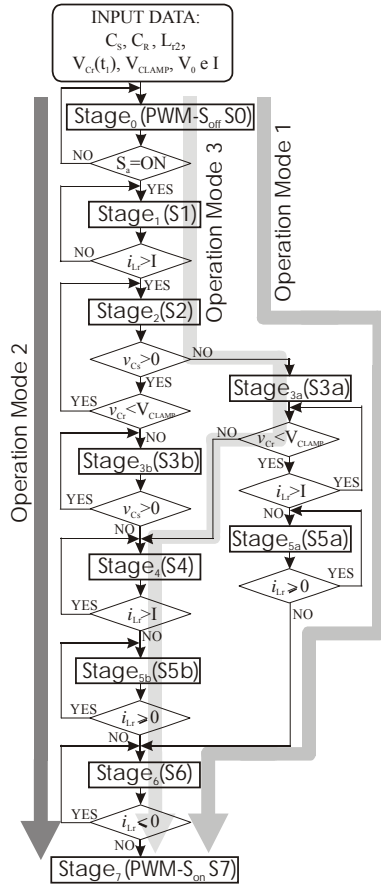 INPUT DATA:
C_S, C_R, L_r2,
V_Cr(t_1), V_CLAMP, V_0 e I
Stage_0(PWM-S_off S0)
S_a=ON
NO
YES
Stage_1(S1)
i_Lr>I
NO
YES
Stage_2(S2)
v_Cs>0
NO
YES
v_Cr<V_CLAMP
YES
NO
Stage_3b(S3b)
v_Cs>0
YES
NO
Stage_4(S4)
i_Lr>I
YES
NO
Stage_5b(S5b)
i_Lr⩾0
YES
NO
Stage_6(S6)
i_Lr⩽0
YES
NO
Stage_7(PWM-S_on S7)
Stage_3a(S3a)
v_Cr<V_CLAMP
NO
YES
i_Lr>I
YES
NO
Stage_5a(S5a)
i_Lr⩾0
YES
NO
Operation Mode 2
Operation Mode 3
Operation Mode 1